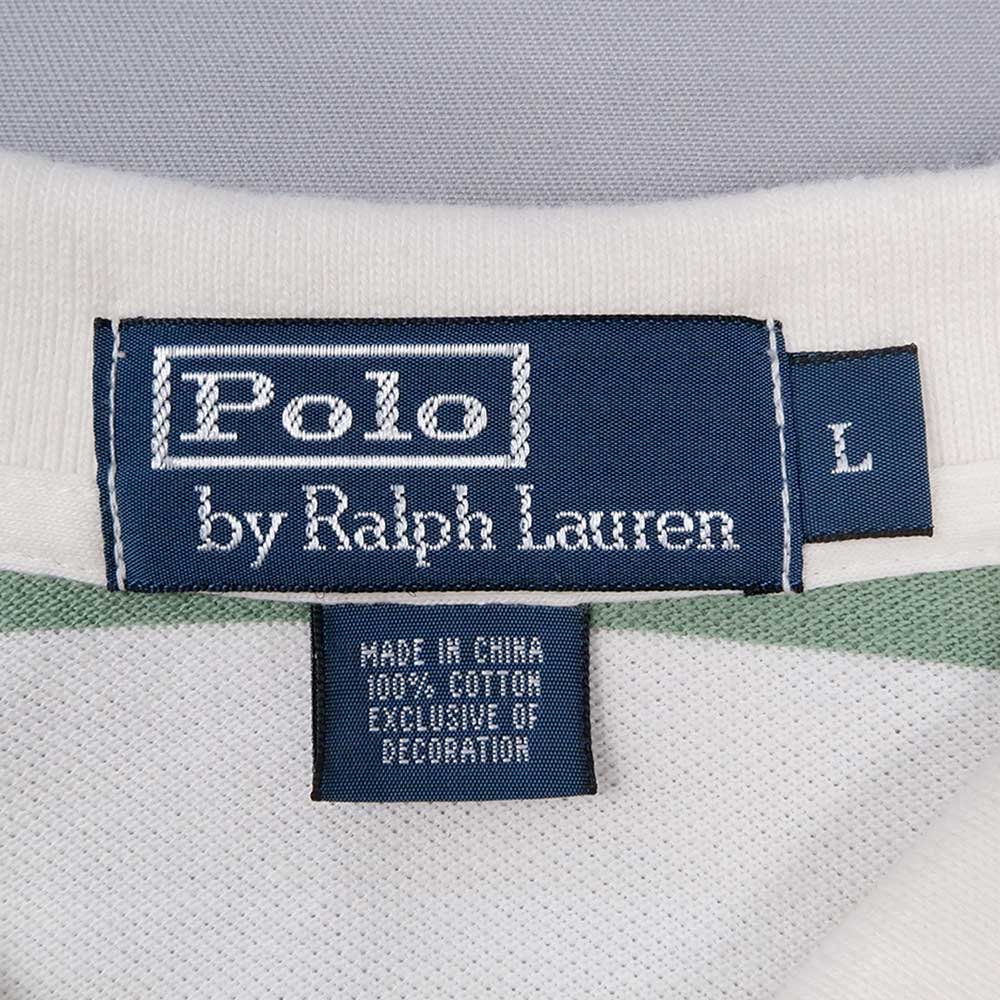 Polo
by Ralph Lauren
L
MADE IN CHINA
100% COTTON
EXCLUSIVE OF
DECORATION